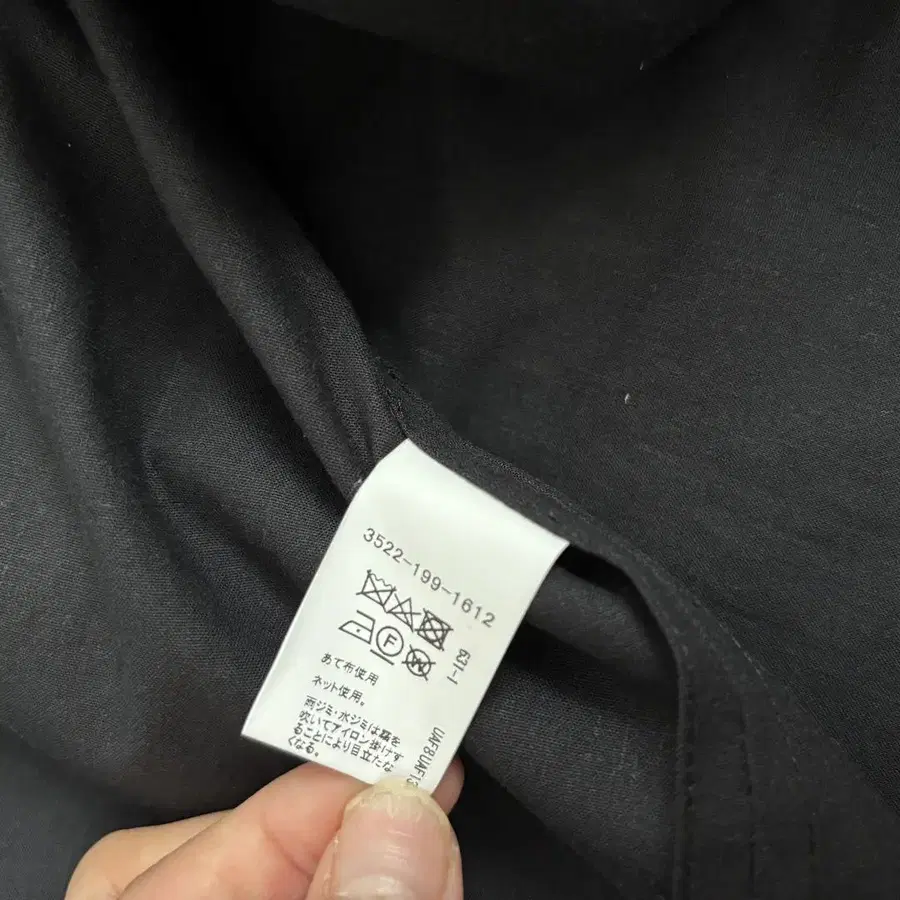 3522-199-1612
F
W
631-1
あて布使用
ネット使用。
雨ジミ・水ジミは霧を
吹いてアイロン掛けす
ることにより目立たな
くなる。